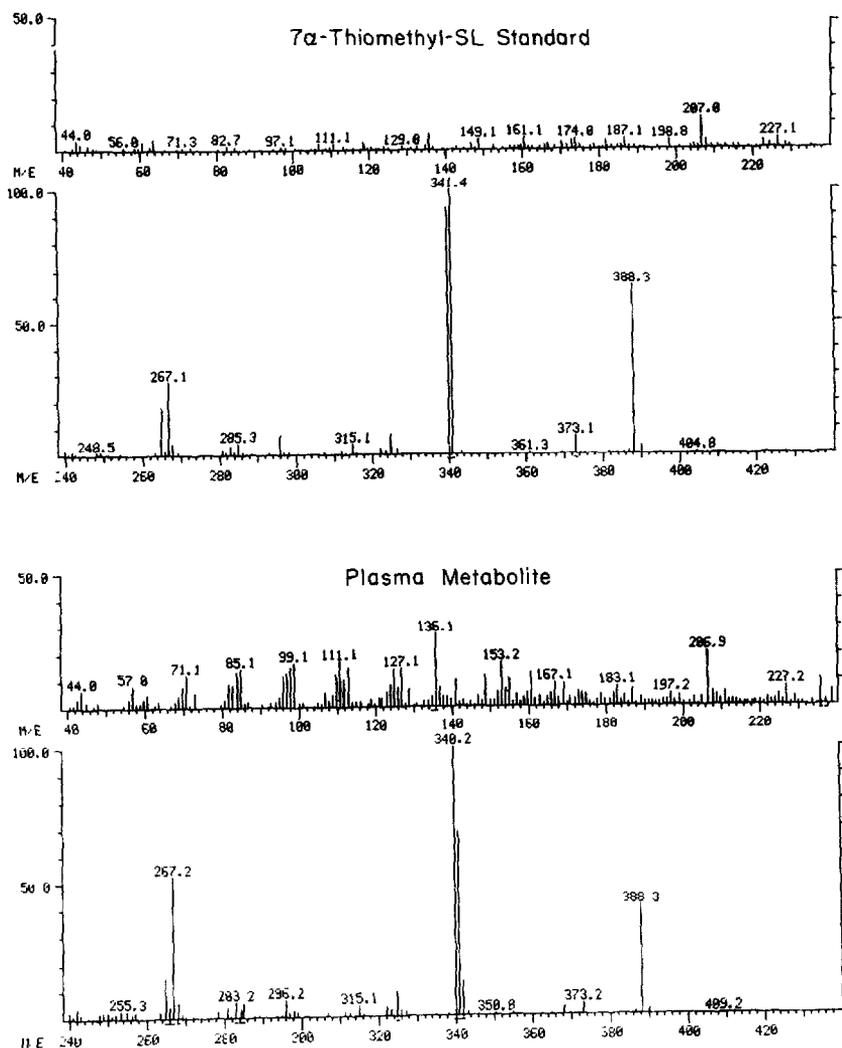 50.0
7α-Thiomethyl-SL Standard
44.0 56.0 71.3 82.7 97.1 111.1 129.0 149.1 161.1 174.0 187.1 198.8 207.0 227.1
M/E 40 60 80 100 120 140 160 180 200 220
100.0
341.4
388.3
50.0
267.1
248.5 285.3 315.1 361.3 373.1 404.8
M/E 240 260 280 300 320 340 360 380 400 420
50.0
Plasma Metabolite
136.1
44.0 57.0 71.1 85.1 99.1 111.1 127.1 153.2 167.1 183.1 197.2 206.9 227.2
M/E 40 60 80 100 120 140 160 180 200 220
100.0
340.2
267.2
50.0
388.3
255.3 283.2 296.2 315.1 350.8 373.2 409.2
M/E 240 260 280 300 320 340 360 380 400 420